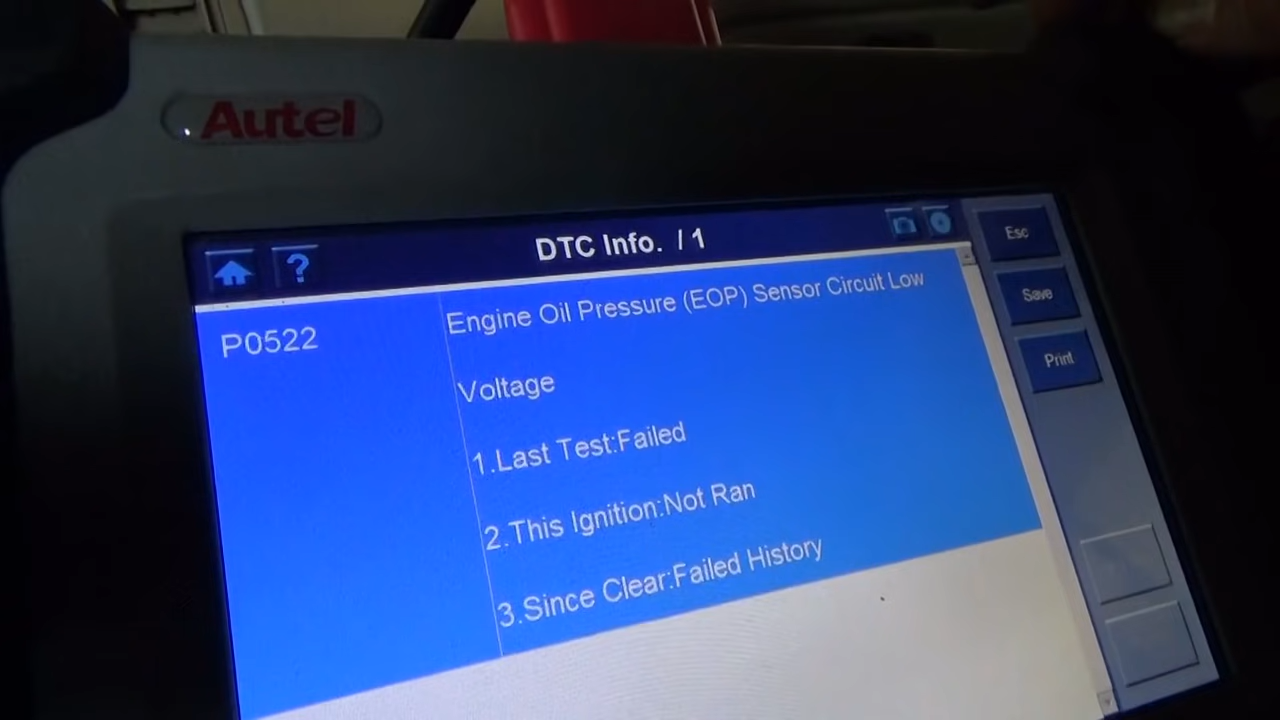 Autel
?
DTC Info. / 1
Esc
Save
Print
P0522
Engine Oil Pressure (EOP) Sensor Circuit Low
Voltage
1.Last Test:Failed
2.This Ignition:Not Ran
3.Since Clear:Failed History